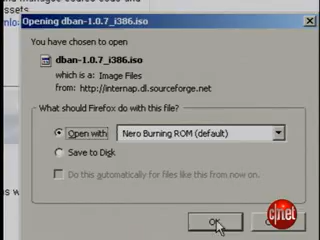 ssets.
Opening dban-1.0.7_i386.iso
You have chosen to open
dban-1.0.7_i386.iso
which is a: Image Files
from: http://internap.dl.sourceforge.net
What should Firefox do with this file?
Open with
Nero Burning ROM (default)
Save to Disk
Do this automatically for files like this from now on.
OK
c|net